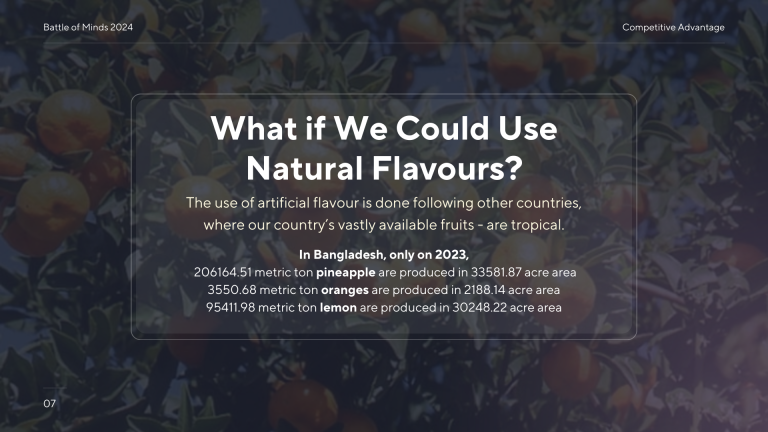 Battle of Minds 2024
Competitive Advantage
What if We Could Use
Natural Flavours?
The use of artificial flavour is done following other countries,
where our country's vastly available fruits - are tropical.
In Bangladesh, only on 2023,
206164.51 metric ton pineapple are produced in 33581.87 acre area
3550.68 metric ton oranges are produced in 2188.14 acre area
95411.98 metric ton lemon are produced in 30248.22 acre area
07